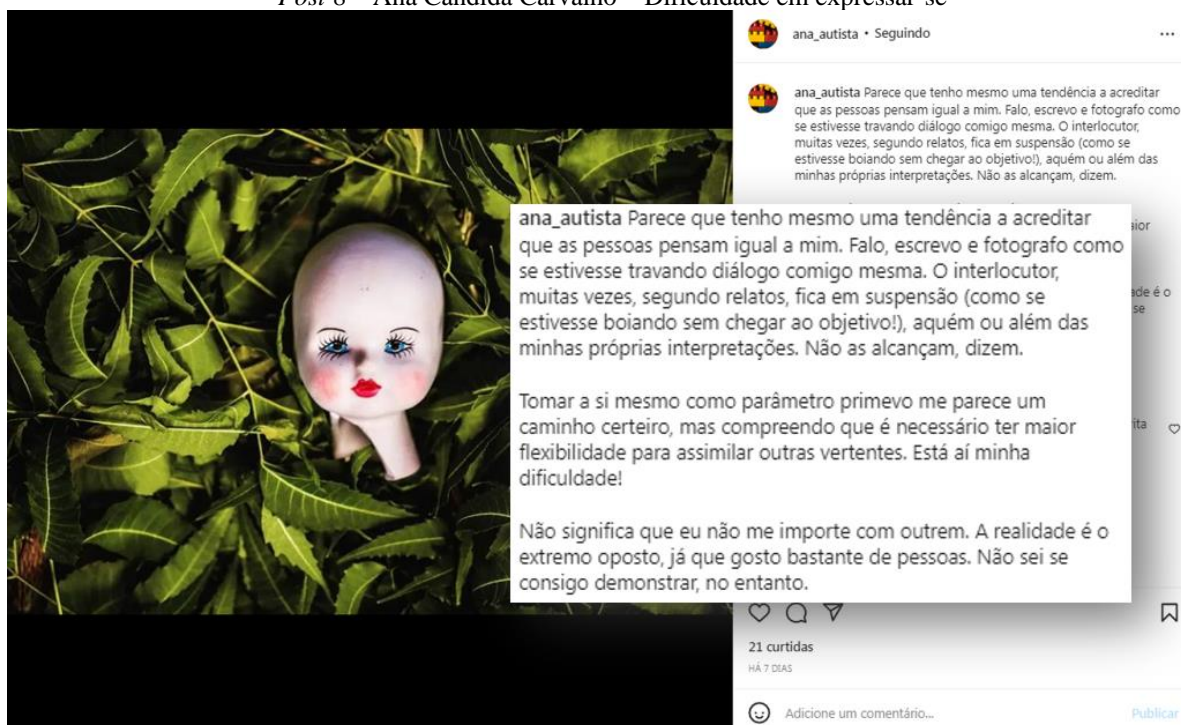 Post 8 – Ana Cândida Carvalho – Dificuldade em expressar-se
ana_autista • Seguindo
ana_autista Parece que tenho mesmo uma tendência a acreditar
que as pessoas pensam igual a mim. Falo, escrevo e fotografo como
se estivesse travando diálogo comigo mesma. O interlocutor,
muitas vezes, segundo relatos, fica em suspensão (como se
estivesse boiando sem chegar ao objetivo!), aquém ou além das
minhas próprias interpretações. Não as alcançam, dizem.
ana_autista Parece que tenho mesmo uma tendência a acreditar
que as pessoas pensam igual a mim. Falo, escrevo e fotografo como
se estivesse travando diálogo comigo mesma. O interlocutor,
muitas vezes, segundo relatos, fica em suspensão (como se
estivesse boiando sem chegar ao objetivo!), aquém ou além das
minhas próprias interpretações. Não as alcançam, dizem.
Tomar a si mesmo como parâmetro primevo me parece um
caminho certeiro, mas compreendo que é necessário ter maior
flexibilidade para assimilar outras vertentes. Está aí minha
dificuldade!
Não significa que eu não me importe com outrem. A realidade é o
extremo oposto, já que gosto bastante de pessoas. Não sei se
consigo demonstrar, no entanto.
21 curtidas
HÁ 7 DIAS
Adicione um comentário...
Publicar